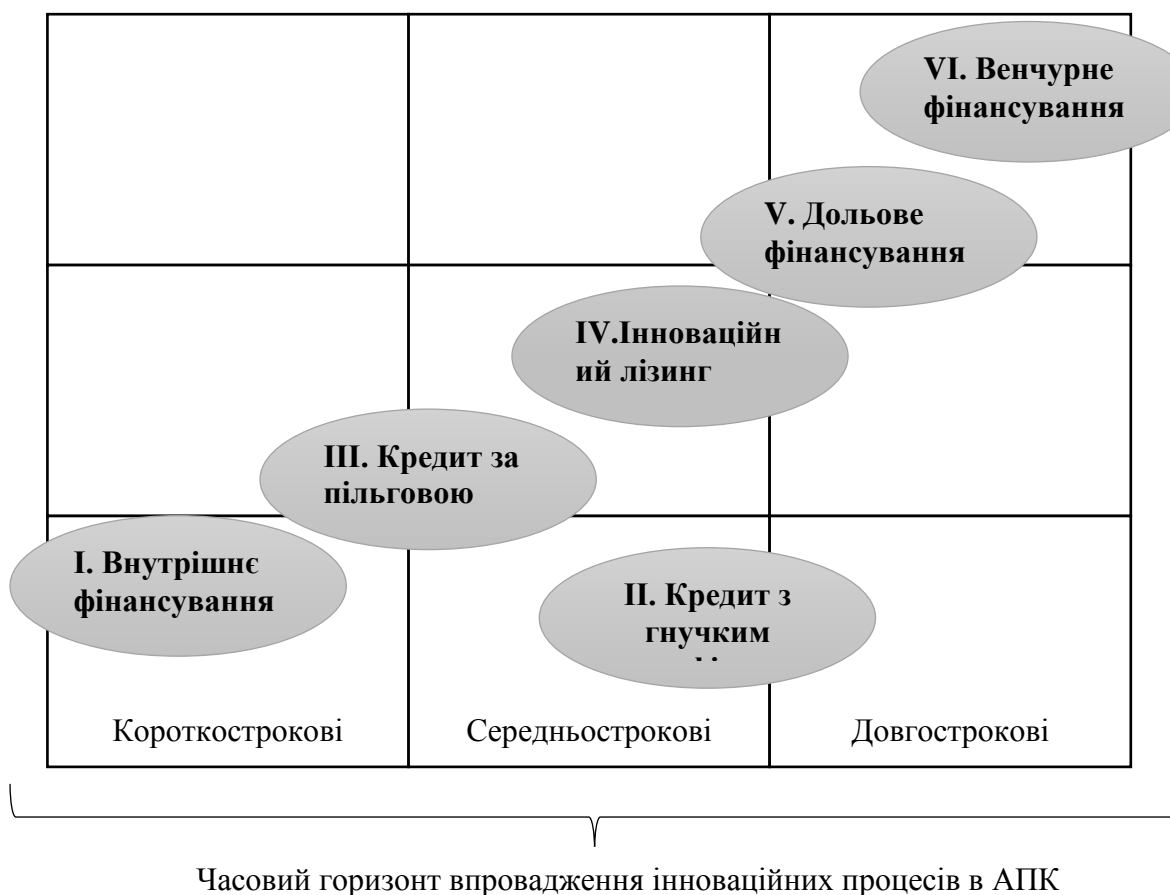 VI. Венчурне
фінансування
V. Дольове
фінансування
IV.Інноваційн
ий лізинг
III. Кредит за
пільговою
I. Внутрішнє
фінансування
II. Кредит з
гнучким
Короткострокові
Середньострокові
Довгострокові
Часовий горизонт впровадження інноваційних процесів в АПК